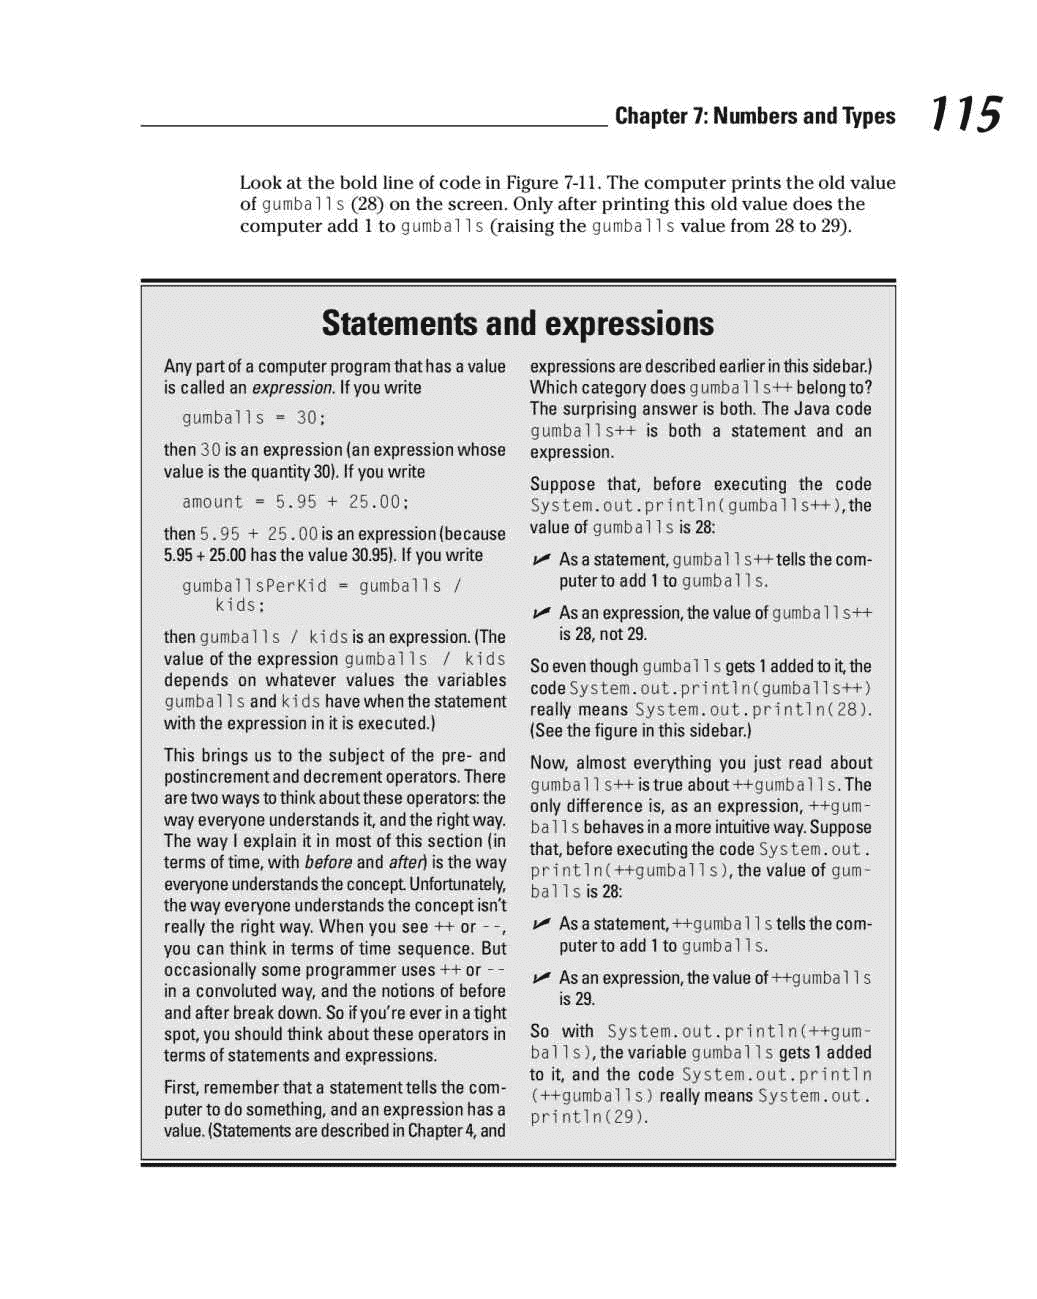 Chapter 7: Numbers and Types 115
Look at the bold line of code in Figure 7-11. The computer prints the old value
of gumballs (28) on the screen. Only after printing this old value does the
computer add 1 to gumballs (raising the gumballs value from 28 to 29).
Statements and expressions
Any part of a computer program that has a value
is called an expression. If you write
gumballs = 30;
then 30 is an expression (an expression whose
value is the quantity 30). If you write
amount = 5.95 + 25.00;
then 5.95 + 25.00 is an expression (because
5.95 + 25.00 has the value 30.95). If you write
gumballsPerKid = gumballs /
kids;
then gumballs / kids is an expression. (The
value of the expression gumballs / kids
depends on whatever values the variables
gumballs and kids have when the statement
with the expression in it is executed.)
This brings us to the subject of the pre- and
postincrement and decrement operators. There
are two ways to think about these operators: the
way everyone understands it, and the right way.
The way I explain it in most of this section (in
terms of time, with before and after) is the way
everyone understands the concept. Unfortunately,
the way everyone understands the concept isn't
really the right way. When you see ++ or --,
you can think in terms of time sequence. But
occasionally some programmer uses ++ or --
in a convoluted way, and the notions of before
and after break down. So if you're ever in a tight
spot, you should think about these operators in
terms of statements and expressions.
First, remember that a statement tells the com-
puter to do something, and an expression has a
value. (Statements are described in Chapter 4, and
expressions are described earlier in this sidebar.)
Which category does gumballs++ belong to?
The surprising answer is both. The Java code
gumballs++ is both a statement and an
expression.
Suppose that, before executing the code
System.out.println(gumballs++), the
value of gumballs is 28:
✓ As a statement, gumballs++ tells the com-
puter to add 1 to gumballs.
✓ As an expression, the value of gumballs++
is 28, not 29.
So even though gumballs gets 1 added to it, the
code System.out.println(gumballs++)
really means System.out.println(28).
(See the figure in this sidebar.)
Now, almost everything you just read about
gumballs++ is true about ++gumballs. The
only difference is, as an expression, ++gum-
balls behaves in a more intuitive way. Suppose
that, before executing the code System.out.
println(++gumballs), the value of gum-
balls is 28:
✓ As a statement, ++gumballs tells the com-
puter to add 1 to gumballs.
✓ As an expression, the value of ++gumballs
is 29.
So with System.out.println(++gum-
balls), the variable gumballs gets 1 added
to it, and the code System.out.println
(++gumballs) really means System.out.
println(29).